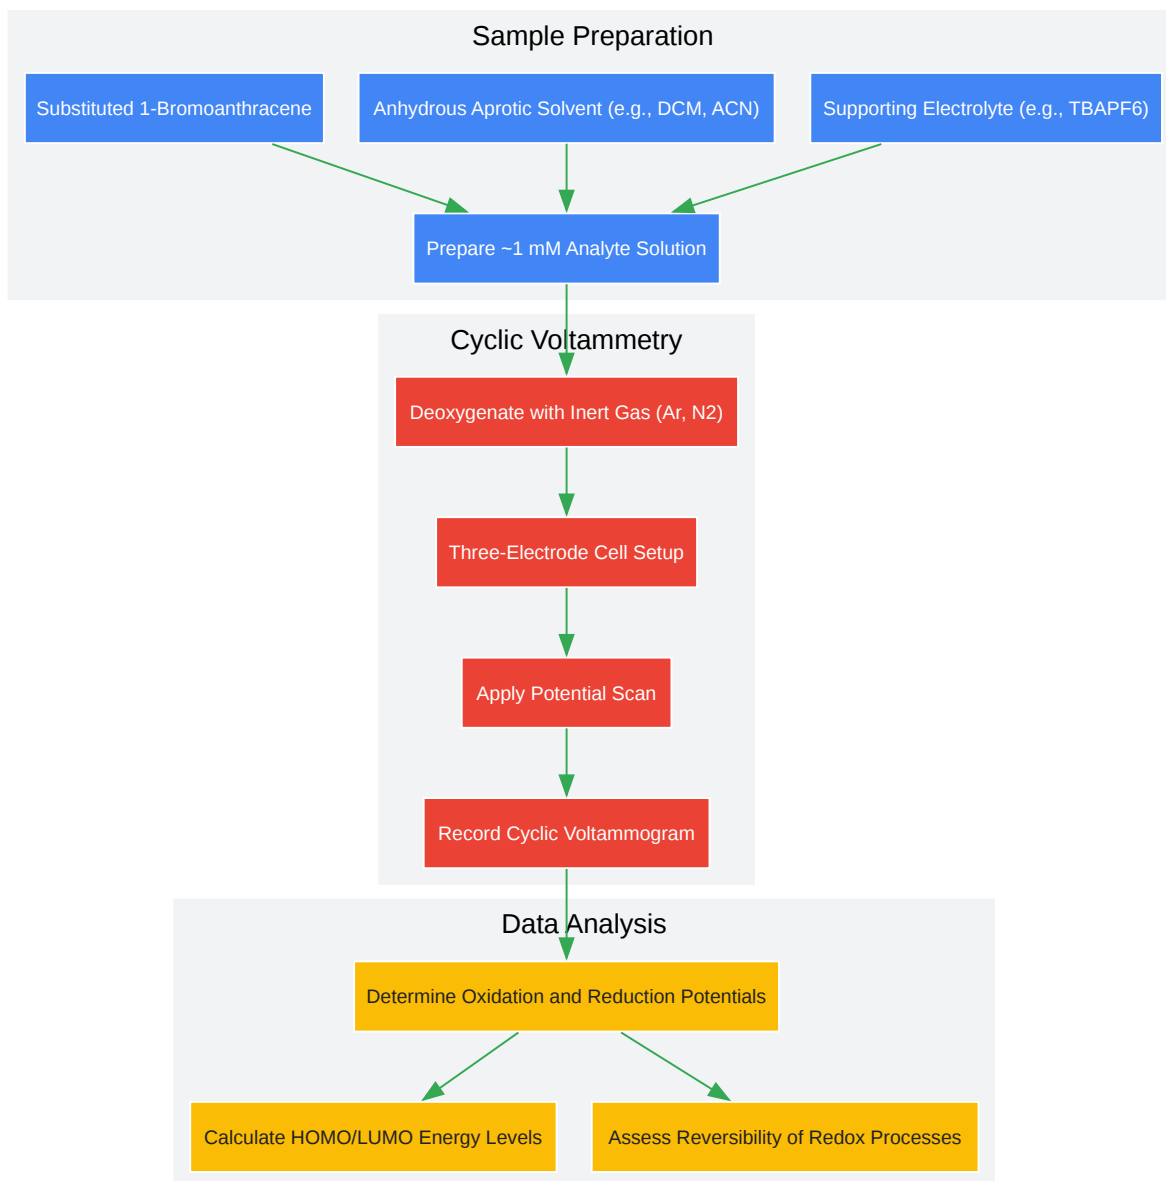 Sample Preparation
Substituted 1-Bromoanthracene
Anhydrous Aprotic Solvent (e.g., DCM, ACN)
Supporting Electrolyte (e.g., TBAPF6)
Prepare ~1 mM Analyte Solution
Cyclic Voltammetry
Deoxygenate with Inert Gas (Ar, N2)
Three-Electrode Cell Setup
Apply Potential Scan
Record Cyclic Voltammogram
Data Analysis
Determine Oxidation and Reduction Potentials
Calculate HOMO/LUMO Energy Levels
Assess Reversibility of Redox Processes